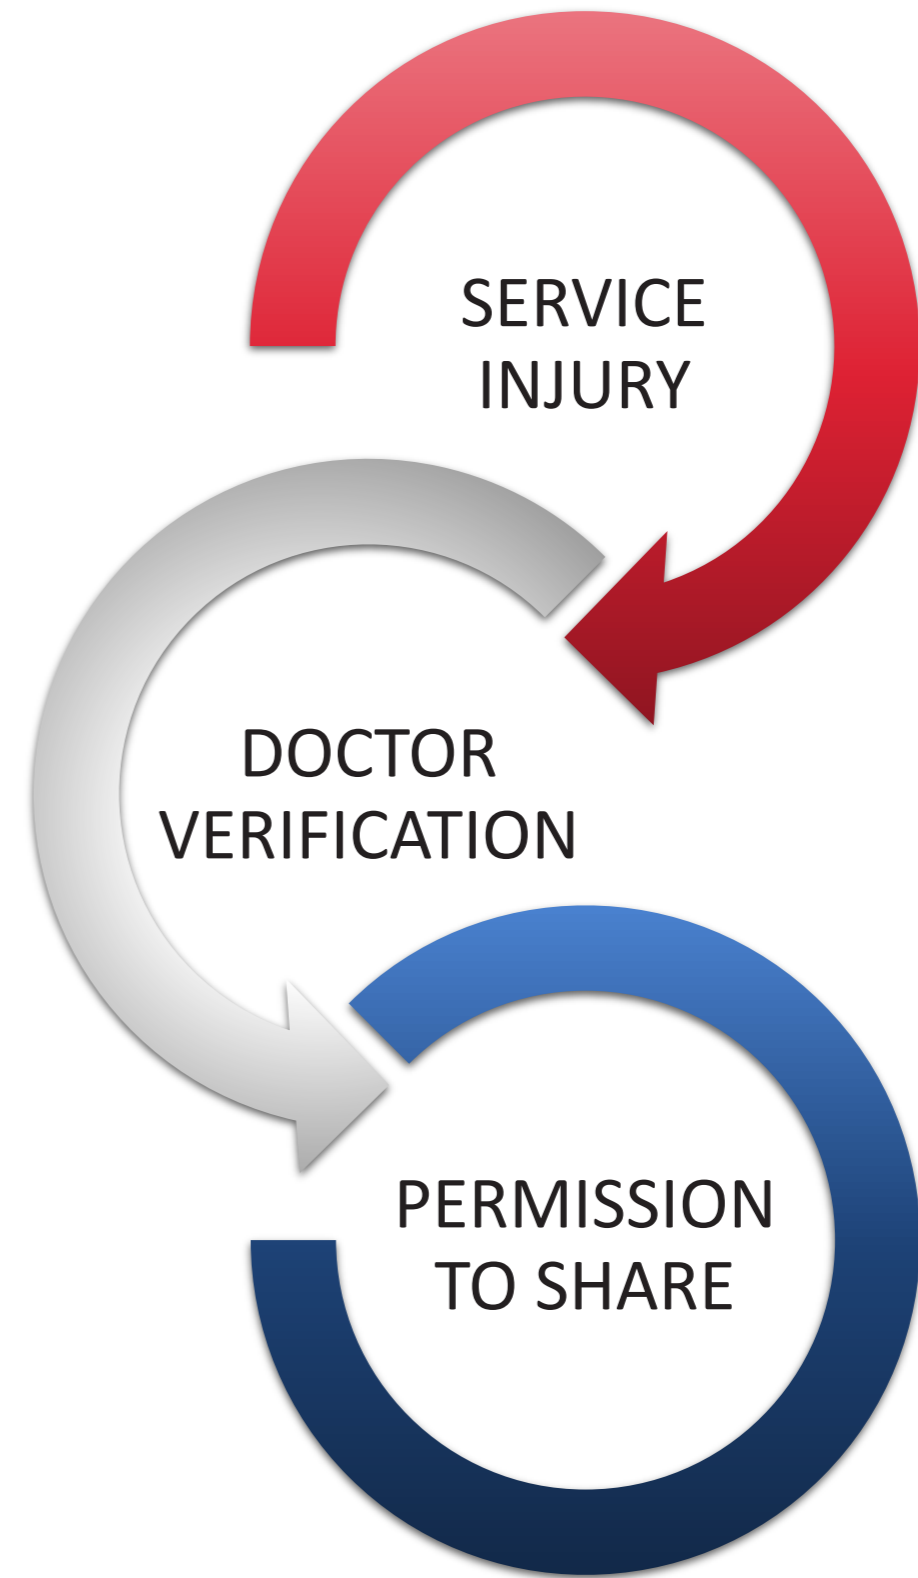 SERVICE
INJURY
DOCTOR
VERIFICATION
PERMISSION
TO SHARE